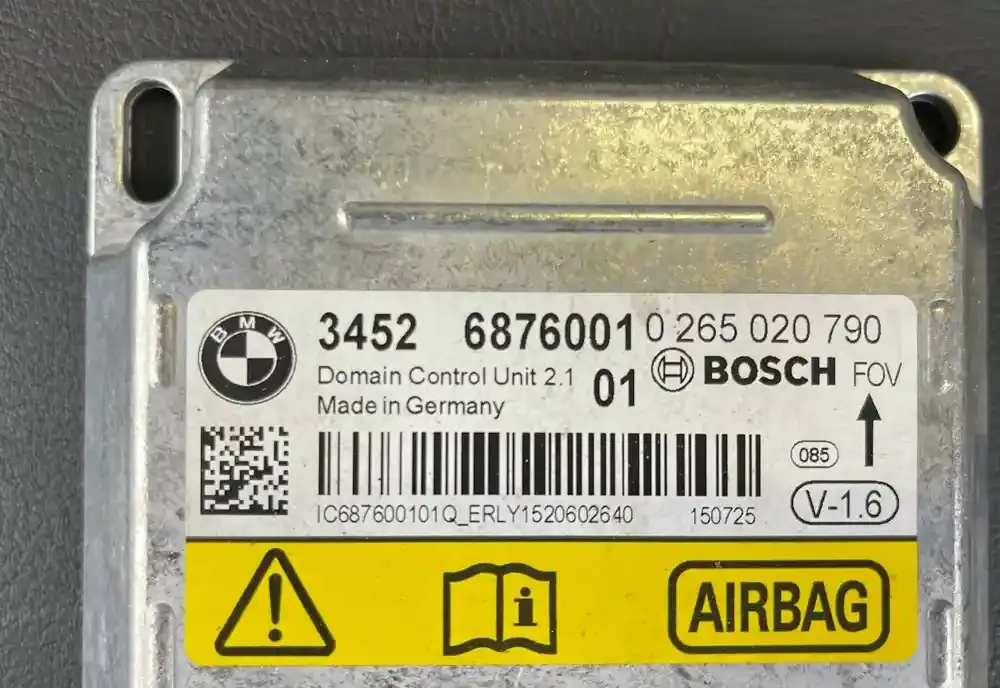 BMW
3452 6876001 0 265 020 790
Domain Control Unit 2.1 01 BOSCH FOV
Made in Germany
085
IC687600101Q_ERLY1520602640 150725 V-1.6
i AIRBAG